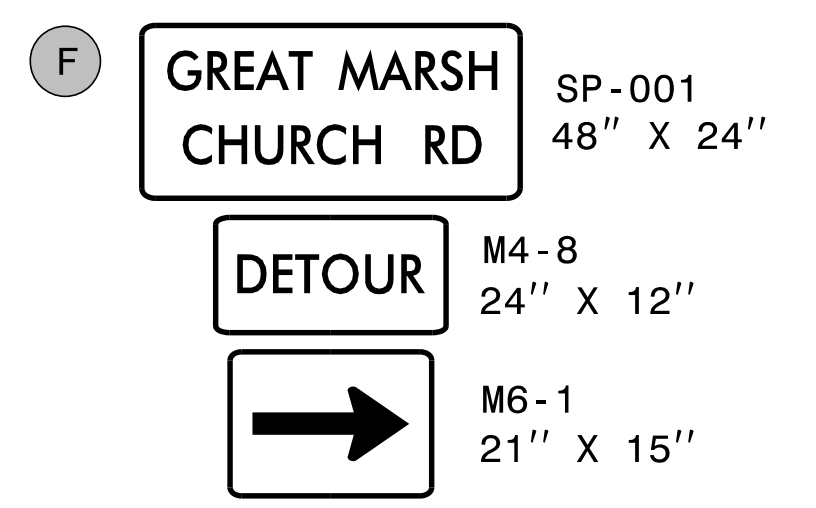 F
GREAT MARSH
CHURCH RD
SP-001
48" X 24"
DETOUR
M4-8
24" X 12"
M6-1
21" X 15"